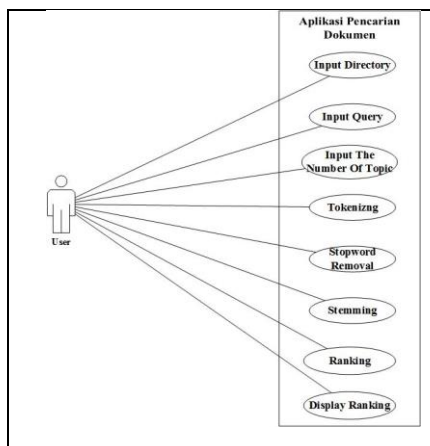 Aplikasi Pencarian
Dokumen
Input Directory
Input Query
Input The
Number Of Topic
Tokenizng
Stopword
Removal
Stemming
Ranking
Display Ranking
User